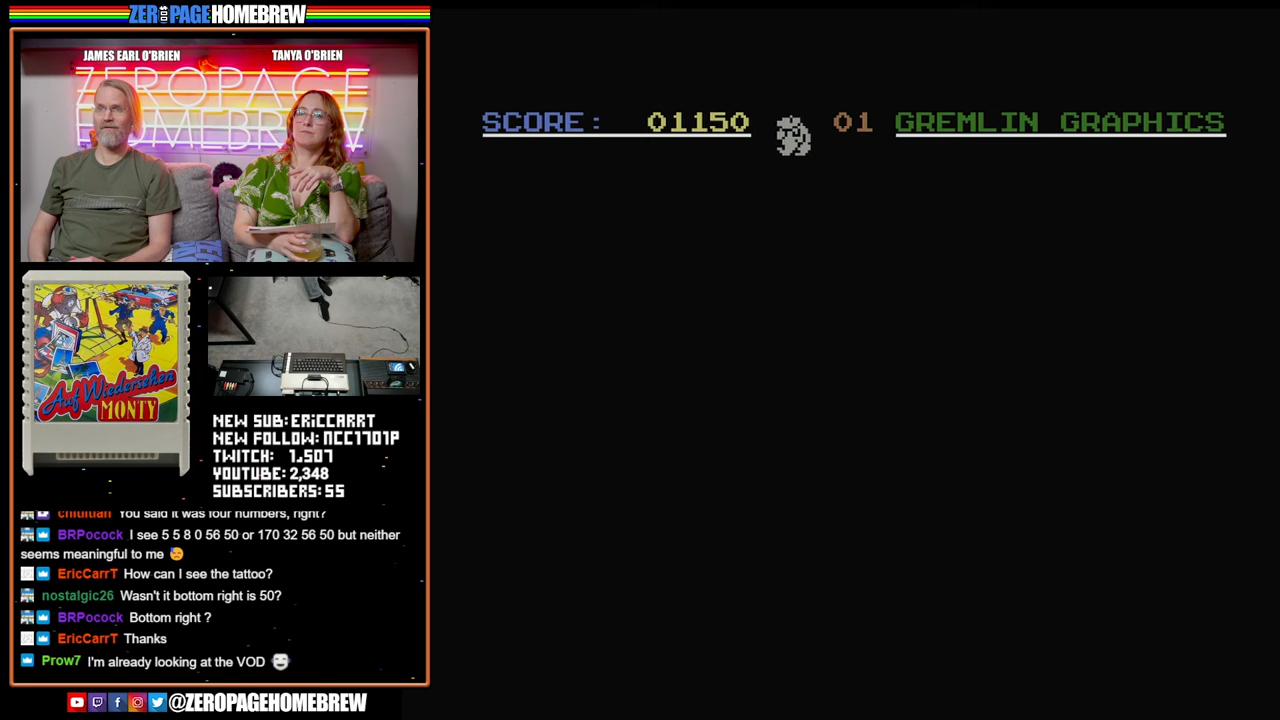 ZEROPAGE HOMEBREW
JAMES EARL O'BRIEN
TANYA O'BRIEN
ZEROPAGE
HOMEBREW
SCORE: 01150 01 GREMLIN GRAPHICS
Auf Wiedersehen
MONTY
NEW SUB: ERICCARRT
NEW FOLLOW: NCC1701P
TWITCH: 1,507
YOUTUBE: 2,348
SUBSCRIBERS: 55
You said it was four numbers, right?
BRPocock I see 5 5 8 0 56 50 or 170 32 56 50 but neither
seems meaningful to me
EricCarrT How can I see the tattoo?
nostalgic26 Wasn't it bottom right is 50?
BRPocock Bottom right ?
EricCarrT Thanks
Prow7 I'm already looking at the VOD
@ZEROPAGEHOMEBREW